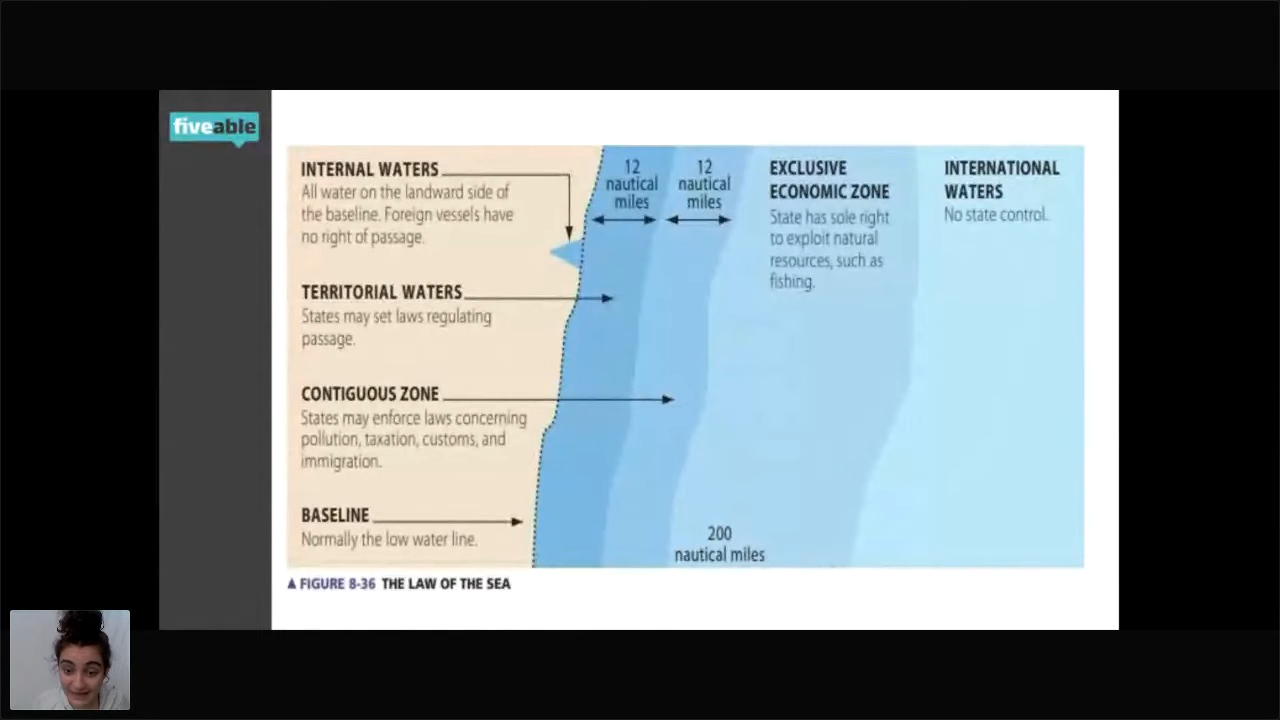 fiveable
INTERNAL WATERS
All water on the landward side of
the baseline. Foreign vessels have
no right of passage.
TERRITORIAL WATERS
States may set laws regulating
passage.
CONTIGUOUS ZONE
States may enforce laws concerning
pollution, taxation, customs, and
immigration.
BASELINE
Normally the low water line.
12
nautical
miles
12
nautical
miles
EXCLUSIVE
ECONOMIC ZONE
State has sole right
to exploit natural
resources, such as
fishing.
INTERNATIONAL
WATERS
No state control.
200
nautical miles
▲ FIGURE 8-36 THE LAW OF THE SEA